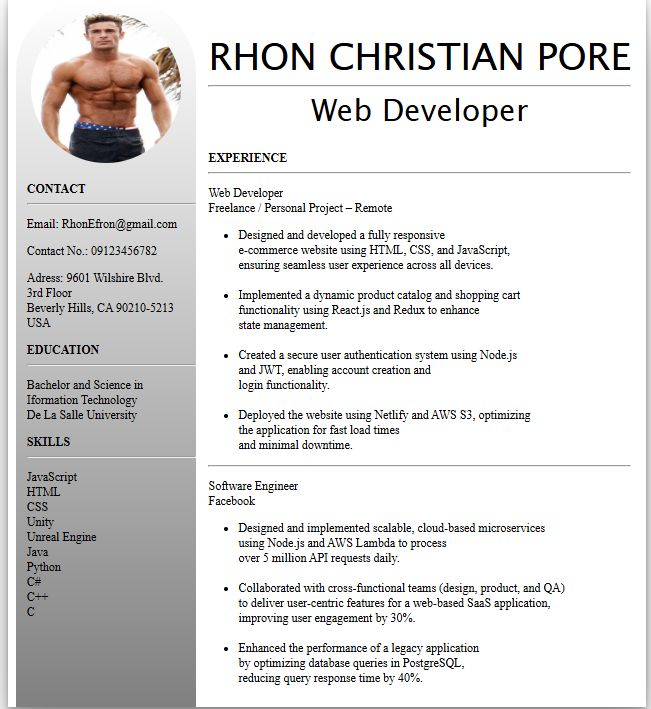 RHON CHRISTIAN PORE
Web Developer
CONTACT
Email: RhonEfron@gmail.com
Contact No.: 09123456782
Adress: 9601 Wilshire Blvd.
3rd Floor
Beverly Hills, CA 90210-5213
USA
EDUCATION
Bachelor and Science in
Iformation Technology
De La Salle University
SKILLS
JavaScript
HTML
CSS
Unity
Unreal Engine
Java
Python
C#
C++
C
EXPERIENCE
Web Developer
Freelance / Personal Project – Remote
• Designed and developed a fully responsive
e-commerce website using HTML, CSS, and JavaScript,
ensuring seamless user experience across all devices.
• Implemented a dynamic product catalog and shopping cart
functionality using React.js and Redux to enhance
state management.
• Created a secure user authentication system using Node.js
and JWT, enabling account creation and
login functionality.
• Deployed the website using Netlify and AWS S3, optimizing
the application for fast load times
and minimal downtime.
Software Engineer
Facebook
• Designed and implemented scalable, cloud-based microservices
using Node.js and AWS Lambda to process
over 5 million API requests daily.
• Collaborated with cross-functional teams (design, product, and QA)
to deliver user-centric features for a web-based SaaS application,
improving user engagement by 30%.
• Enhanced the performance of a legacy application
by optimizing database queries in PostgreSQL,
reducing query response time by 40%.